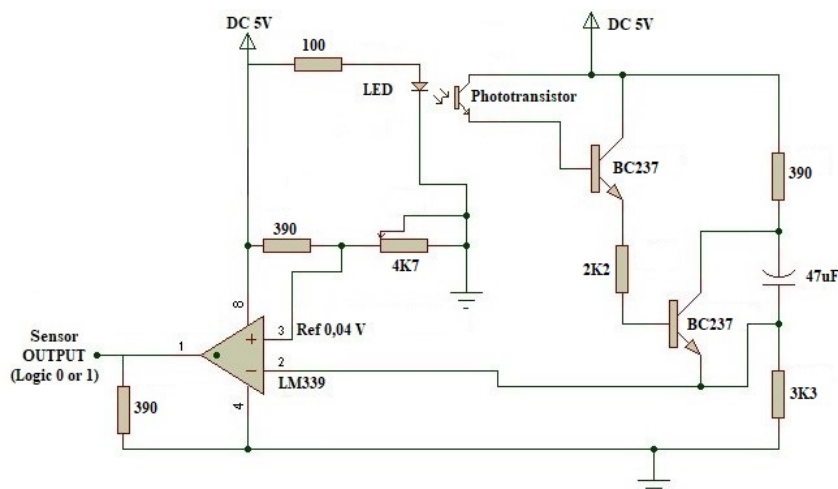 DC 5V
DC 5V
100
LED
Phototransistor
BC237
390
390
4K7
2K2
47uF
BC237
8
3
Ref 0,04 V
Sensor
OUTPUT
(Logic 0 or 1)
1
+
2
−
LM339
390
4
3K3